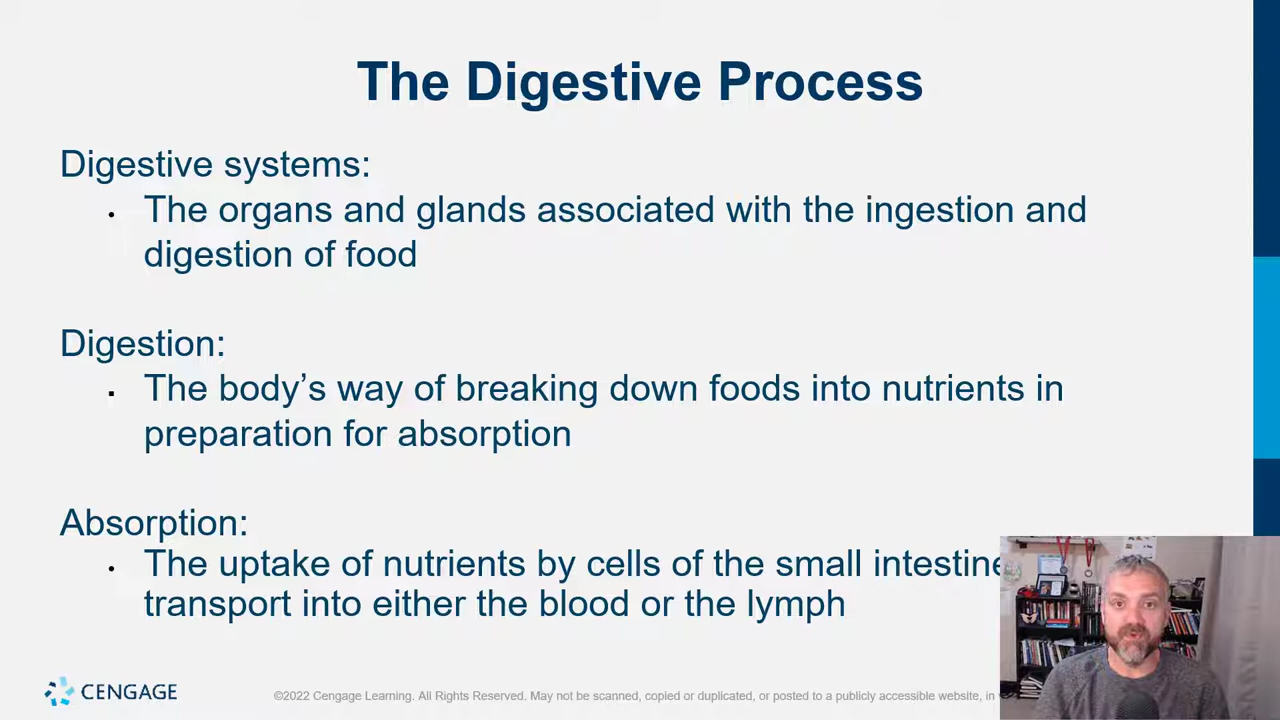 The Digestive Process
Digestive systems:
The organs and glands associated with the ingestion and
digestion of food
Digestion:
The body’s way of breaking down foods into nutrients in
preparation for absorption
Absorption:
The uptake of nutrients by cells of the small intestine
transport into either the blood or the lymph
CENGAGE
©2022 Cengage Learning. All Rights Reserved. May not be scanned, copied or duplicated, or posted to a publicly accessible website, in